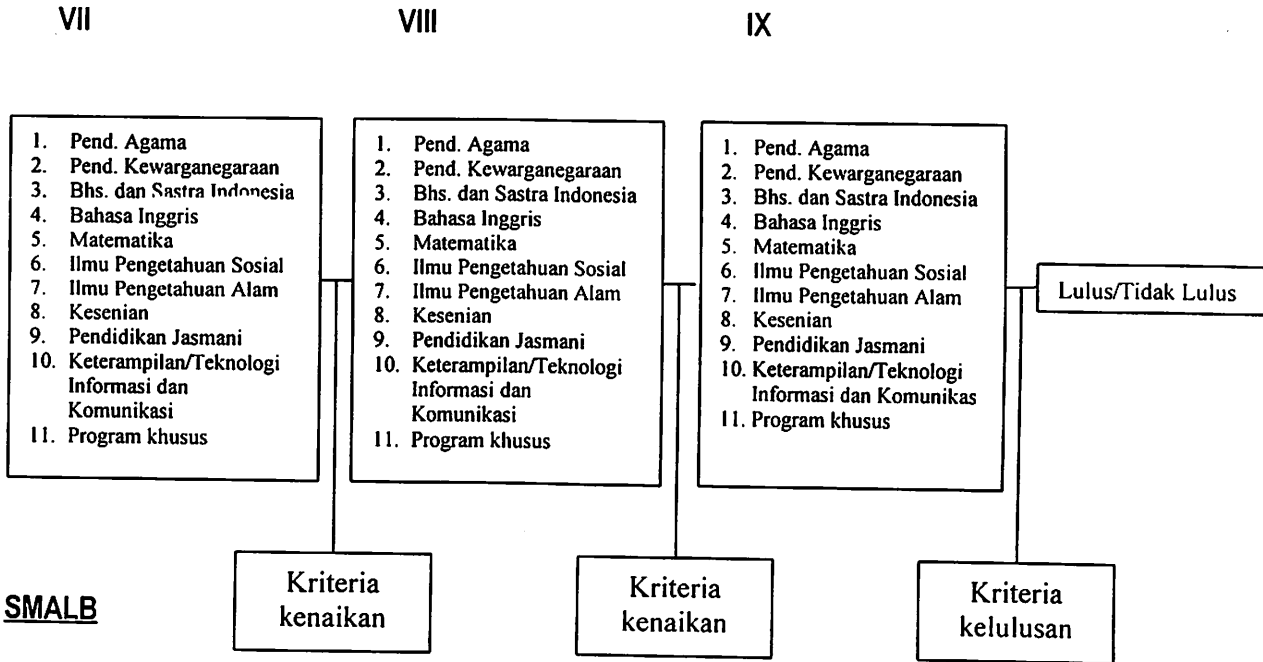 VII
VIII
IX
1. Pend. Agama
2. Pend. Kewarganegaraan
3. Bhs. dan Sastra Indonesia
4. Bahasa Inggris
5. Matematika
6. Ilmu Pengetahuan Sosial
7. Ilmu Pengetahuan Alam
8. Kesenian
9. Pendidikan Jasmani
10. Keterampilan/Teknologi
Informasi dan
Komunikasi
11. Program khusus
1. Pend. Agama
2. Pend. Kewarganegaraan
3. Bhs. dan Sastra Indonesia
4. Bahasa Inggris
5. Matematika
6. Ilmu Pengetahuan Sosial
7. Ilmu Pengetahuan Alam
8. Kesenian
9. Pendidikan Jasmani
10. Keterampilan/Teknologi
Informasi dan
Komunikasi
11. Program khusus
1. Pend. Agama
2. Pend. Kewarganegaraan
3. Bhs. dan Sastra Indonesia
4. Bahasa Inggris
5. Matematika
6. Ilmu Pengetahuan Sosial
7. Ilmu Pengetahuan Alam
8. Kesenian
9. Pendidikan Jasmani
10. Keterampilan/Teknologi
Informasi dan Komunikas
11. Program khusus
Lulus/Tidak Lulus
Kriteria
kenaikan
Kriteria
kenaikan
Kriteria
kelulusan
SMALB